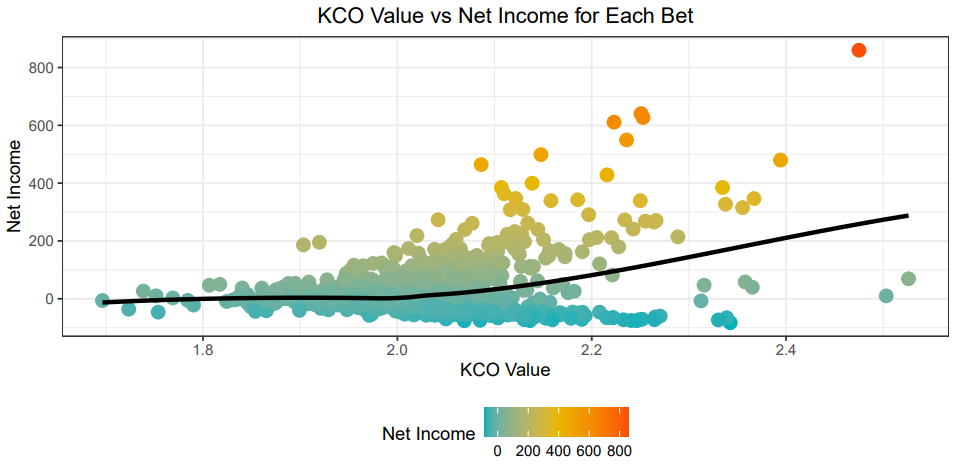 KCO Value vs Net Income for Each Bet
Net Income
800
600
400
200
0
1.8 2.0 2.2 2.4
KCO Value
Net Income
0 200 400 600 800